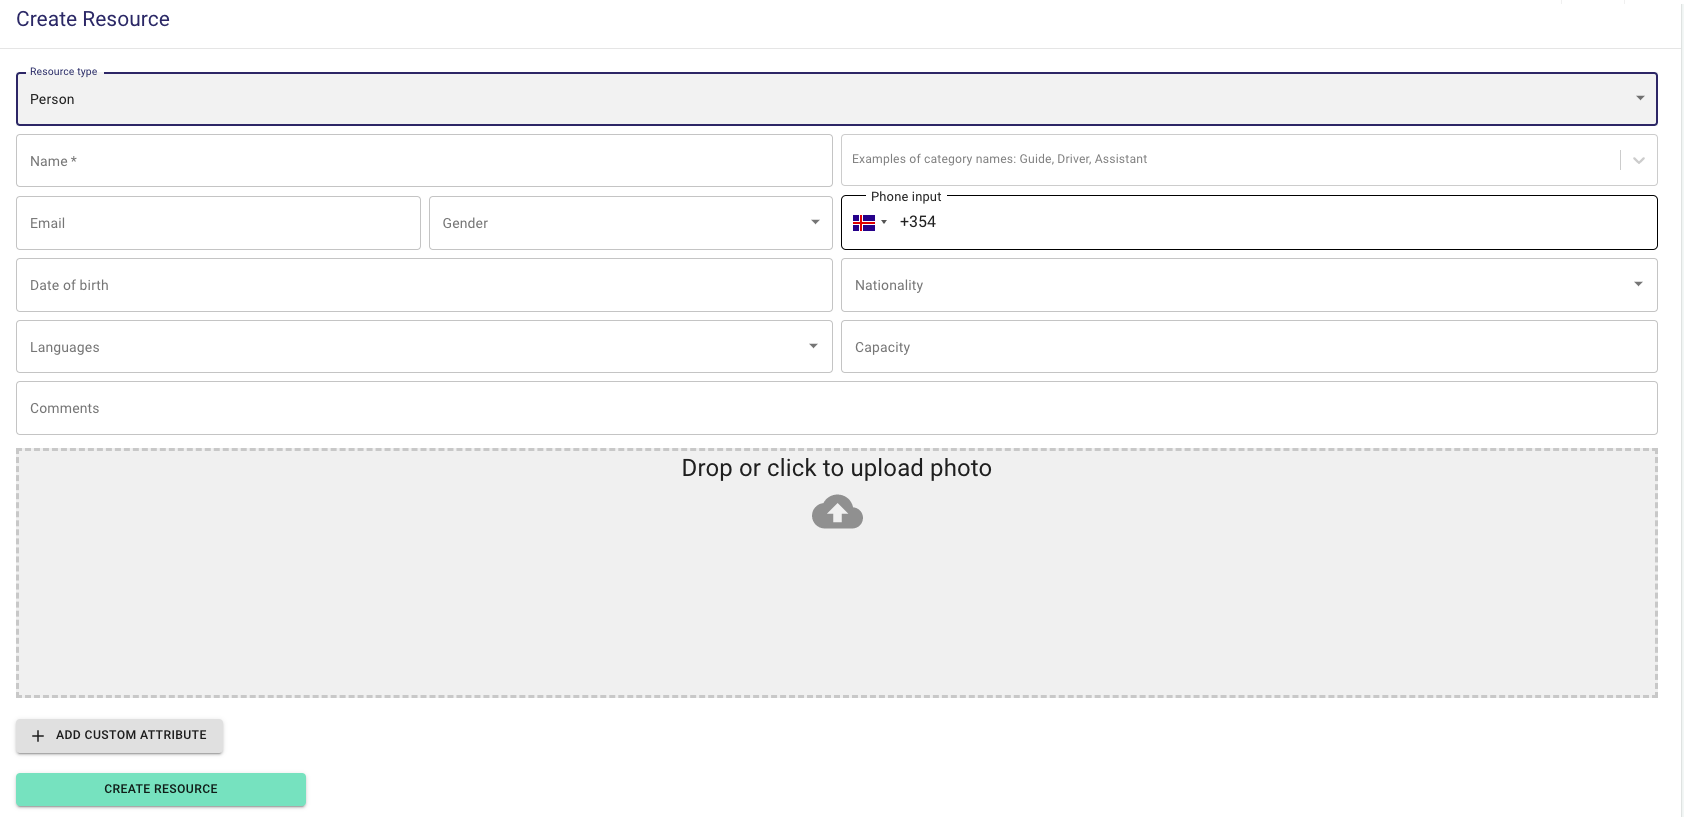 Create Resource
Resource type
Person
Name *
Examples of category names: Guide, Driver, Assistant
Email
Gender
Phone input
+354
Date of birth
Nationality
Languages
Capacity
Comments
Drop or click to upload photo
ADD CUSTOM ATTRIBUTE
CREATE RESOURCE